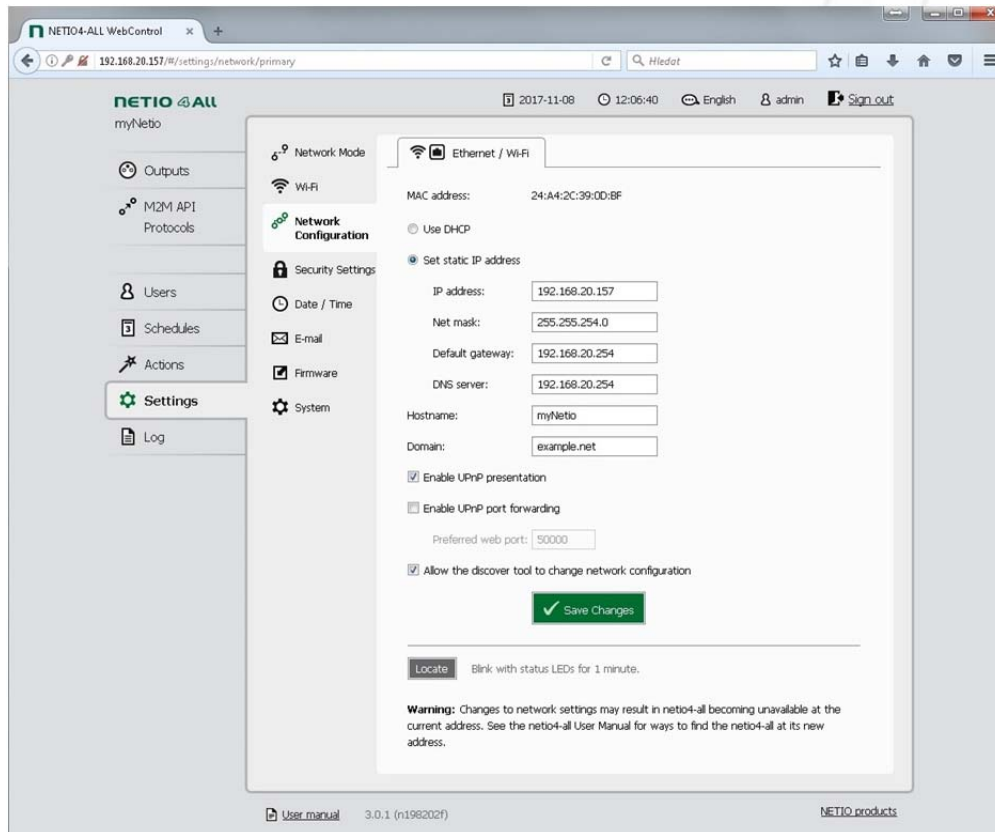 NETIO4-ALL WebControl
192.168.20.157/#/settings/network/primary
Hledat
NETIO 4All
2017-11-08 12:06:40 English admin Sign out
myNetio
Outputs
M2M API
Protocols
Users
Schedules
Actions
Settings
Log
Network Mode
Wi-Fi
Network
Configuration
Security Settings
Date / Time
E-mail
Firmware
System
Ethernet / Wi-Fi
MAC address: 24:A4:2C:39:0D:BF
Use DHCP
Set static IP address
IP address: 192.168.20.157
Net mask: 255.255.254.0
Default gateway: 192.168.20.254
DNS server: 192.168.20.254
Hostname: myNetio
Domain: example.net
Enable UPnP presentation
Enable UPnP port forwarding
Preferred web port: 50000
Allow the discover tool to change network configuration
Save Changes
Locate Blink with status LEDs for 1 minute.
Warning: Changes to network settings may result in netio4-all becoming unavailable at the
current address. See the netio4-all User Manual for ways to find the netio4-all at its new
address.
User manual 3.0.1 (n198202f) NETIO products